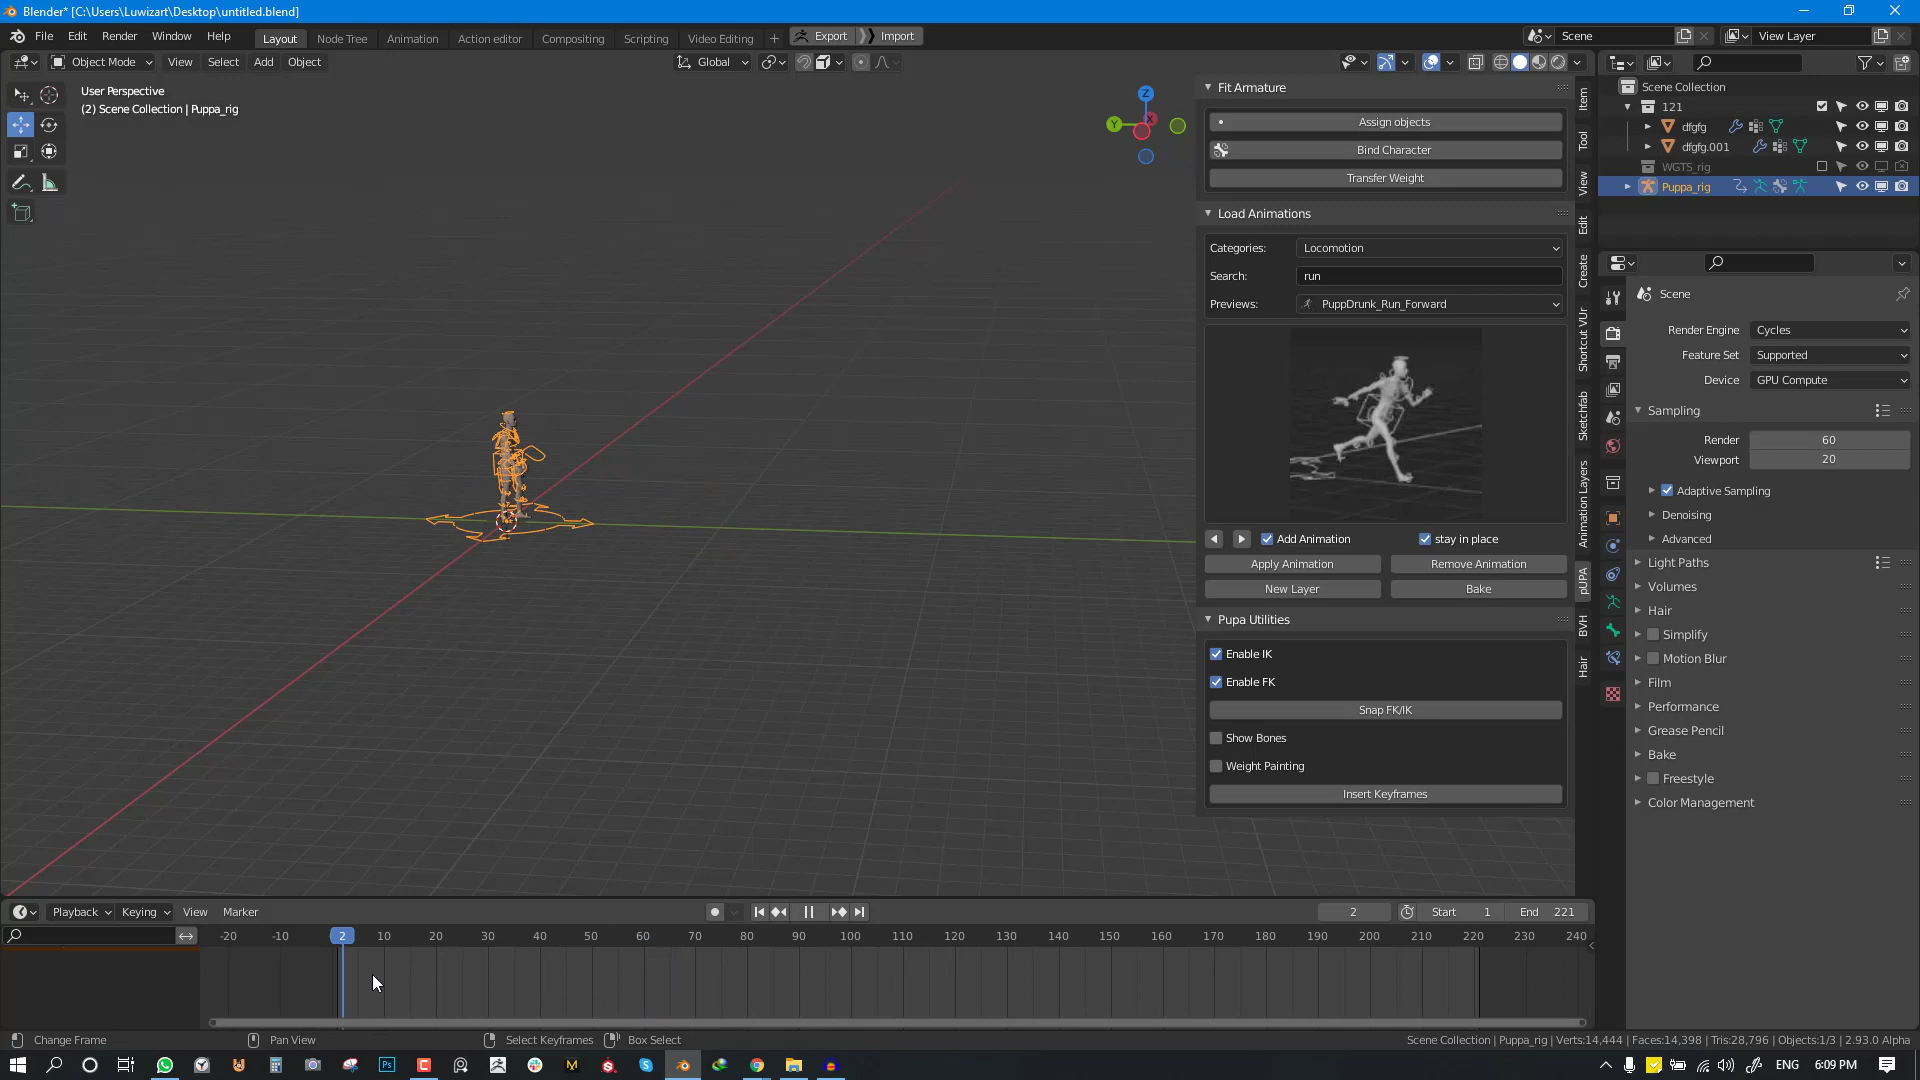 Blender* [C:\Users\Luwizart\Desktop\untitled.blend]
File Edit Render Window Help Layout Node Tree Animation Action editor Compositing Scripting Video Editing + Export Import Scene View Layer
Object Mode View Select Add Object Global
User Perspective
(2) Scene Collection | Puppa_rig
Z
Y
X
Fit Armature
Assign objects
Bind Character
Transfer Weight
Load Animations
Categories: Locomotion
Search: run
Previews: PuppDrunk_Run_Forward
Add Animation stay in place
Apply Animation Remove Animation
New Layer Bake
Pupa Utilities
Enable IK
Enable FK
Snap FK/IK
Show Bones
Weight Painting
Insert Keyframes
Item
Tool
View
Edit
Create
Shortcut VUr
Sketchfab
Animation Layers
pUPA
BVH
Hair
Scene Collection
121
dfgfg
dfgfg.001
WGTS_rig
Puppa_rig
Scene
Render Engine Cycles
Feature Set Supported
Device GPU Compute
Sampling
Render 60
Viewport 20
Adaptive Sampling
Denoising
Advanced
Light Paths
Volumes
Hair
Simplify
Motion Blur
Film
Performance
Grease Pencil
Bake
Freestyle
Color Management
Playback Keying View Marker 2 Start 1 End 221
-20 -10 2 10 20 30 40 50 60 70 80 90 100 110 120 130 140 150 160 170 180 190 200 210 220 230 240
Change Frame Pan View Select Keyframes Box Select Scene Collection | Puppa_rig | Verts:14,444 | Faces:14,398 | Tris:28,796 | Objects:1/3 | 2.93.0 Alpha
Ps ENG 6:09 PM